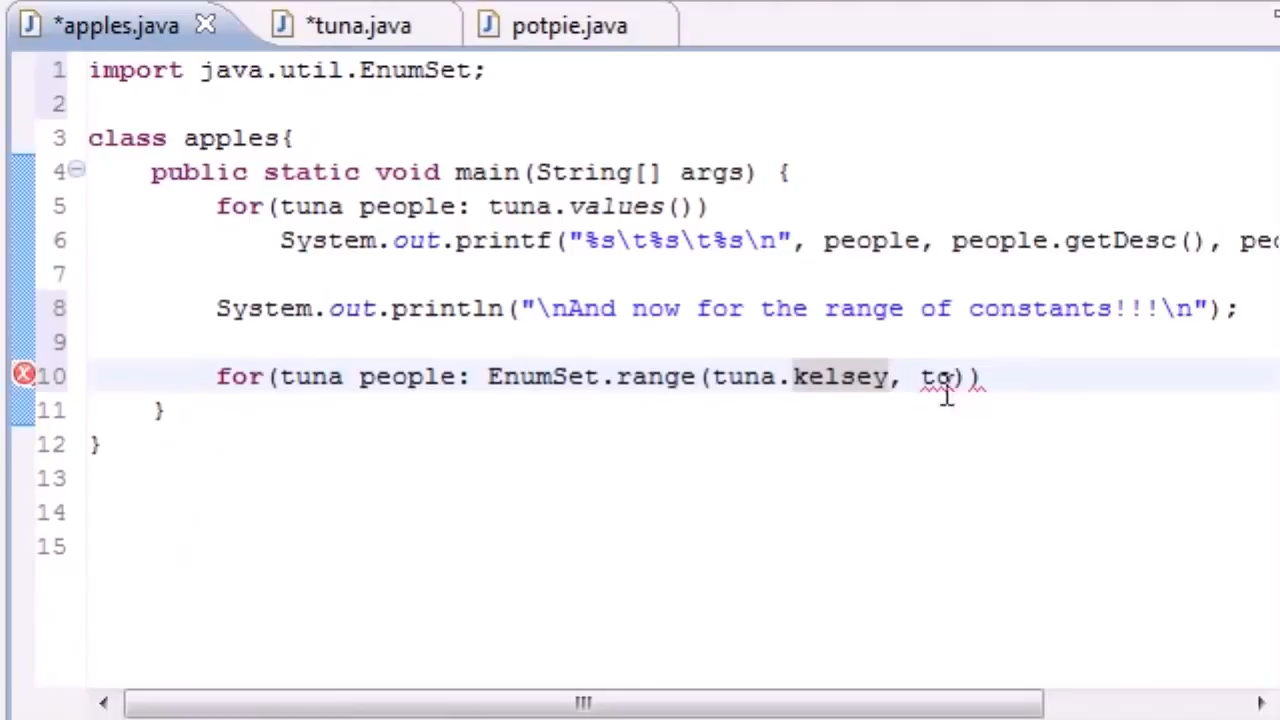 *apples.java *tuna.java potpie.java
1 import java.util.EnumSet;
2
3 class apples{
4 public static void main(String[] args) {
5 for(tuna people: tuna.values())
6 System.out.printf("%s\t%s\t%s\n", people, people.getDesc(), peo
7
8 System.out.println("\nAnd now for the range of constants!!!\n");
9
10 for(tuna people: EnumSet.range(tuna.kelsey, to))
11 }
12 }
13
14
15